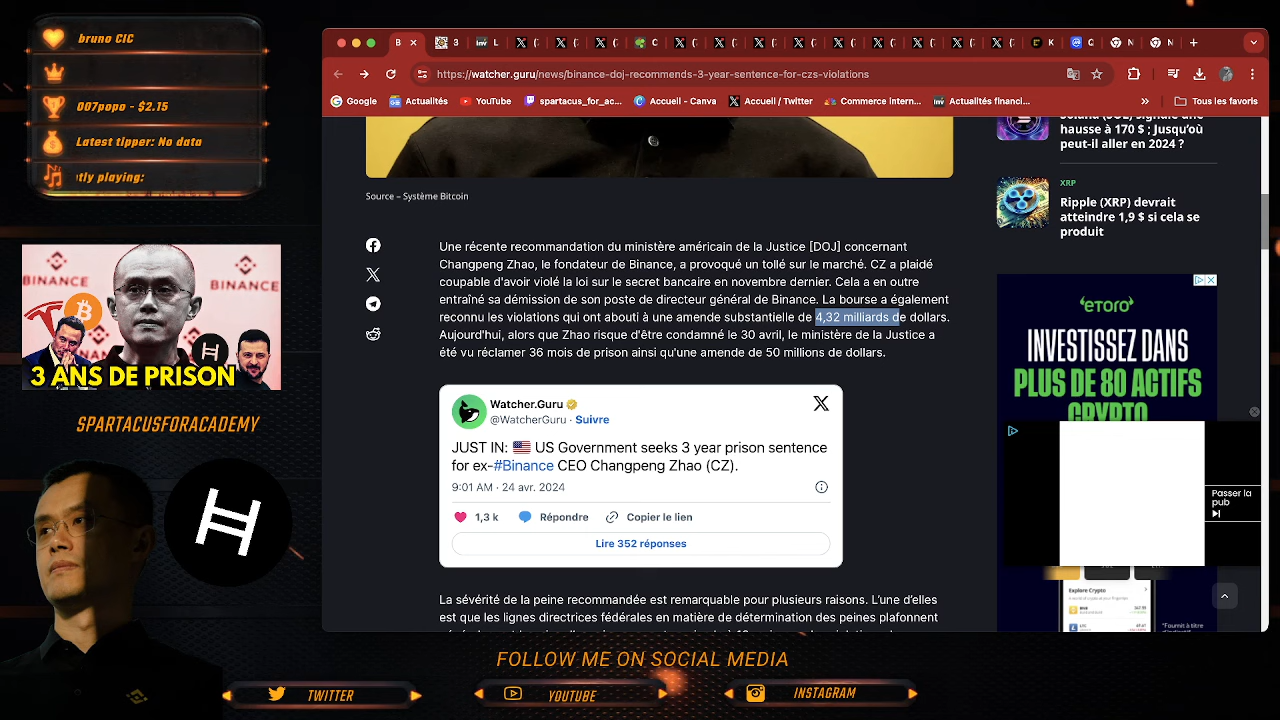 bruno CIC
007popo - $2.15
Latest tipper: No data
tly playing:
BINANCE
BINANCE
3 ANS DE PRISON
SPARTACUSFORACADEMY
https://watcher.guru/news/binance-doj-recommends-3-year-sentence-for-czs-violations
Google
Actualités
YouTube
spartacus_for_ac...
Accueil - Canva
Accueil / Twitter
Commerce intern...
Actualités financi...
»
Tous les favoris
Source – Système Bitcoin
Une récente recommandation du ministère américain de la Justice [DOJ] concernant
Changpeng Zhao, le fondateur de Binance, a provoqué un tollé sur le marché. CZ a plaidé
coupable d'avoir violé la loi sur le secret bancaire en novembre dernier. Cela a en outre
entraîné sa démission de son poste de directeur général de Binance. La bourse a également
reconnu les violations qui ont abouti à une amende substantielle de 4,32 milliards de dollars.
Aujourd'hui, alors que Zhao risque d'être condamné le 30 avril, le ministère de la Justice a
été vu réclamer 36 mois de prison ainsi qu'une amende de 50 millions de dollars.
Watcher.Guru
@WatcherGuru · Suivre
JUST IN: US Government seeks 3 year prison sentence
for ex-#Binance CEO Changpeng Zhao (CZ).
9:01 AM · 24 avr. 2024
1,3 k
Répondre
Copier le lien
Lire 352 réponses
La sévérité de la peine recommandée est remarquable pour plusieurs raisons. L'une d'elles
est que les lignes directrices fédérales en matière de détermination des peines plafonnent
hausse à 170 $ ; Jusqu'où
peut-il aller en 2024 ?
XRP
Ripple (XRP) devrait
atteindre 1,9 $ si cela se
produit
eToro
INVESTISSEZ DANS
PLUS DE 80 ACTIFS
CRYPTO
Passer la
pub
Explore Crypto
FOLLOW ME ON SOCIAL MEDIA
TWITTER
YOUTUBE
INSTAGRAM